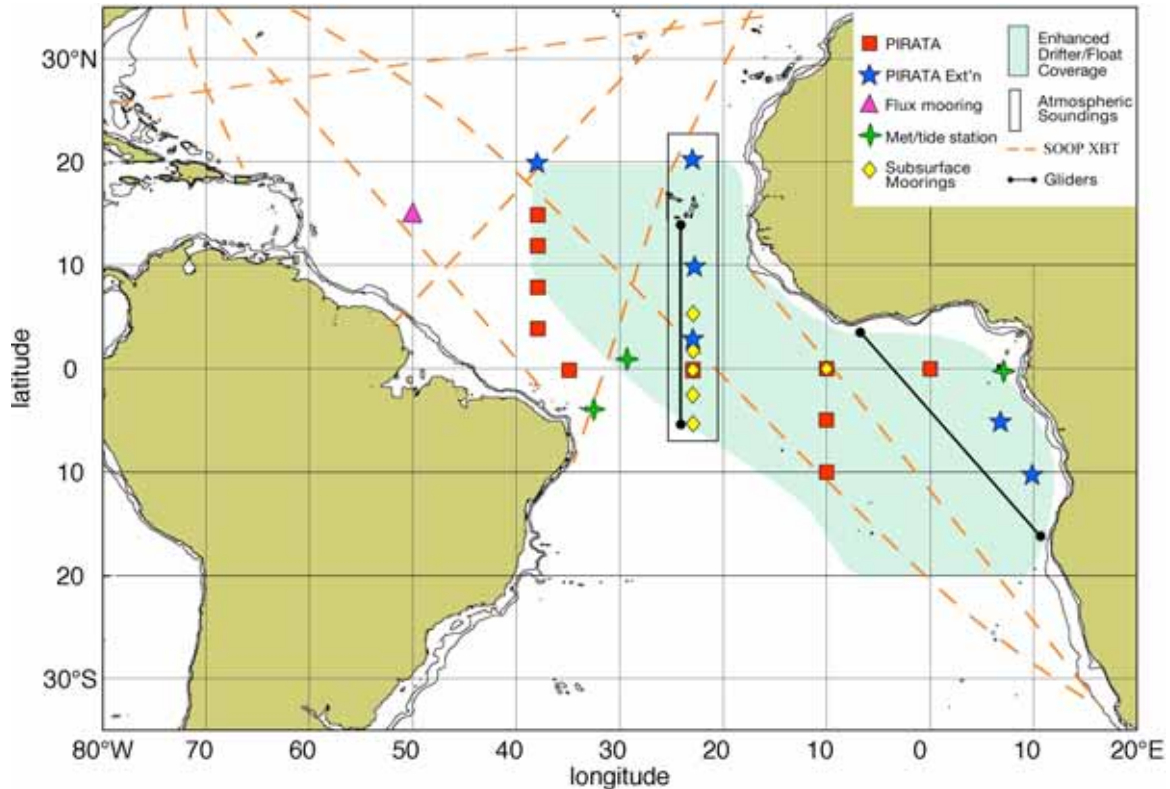 30°N
20
10
0
10
20
30°S
latitude
80°W
70
60
50
40
30
20
10
0
10
20°E
longitude
PIRATA
PIRATA Ext'n
Flux mooring
Met/tide station
Subsurface
Moorings
Enhanced
Drifter/Float
Coverage
Atmospheric
Soundings
SOOP XBT
Gliders